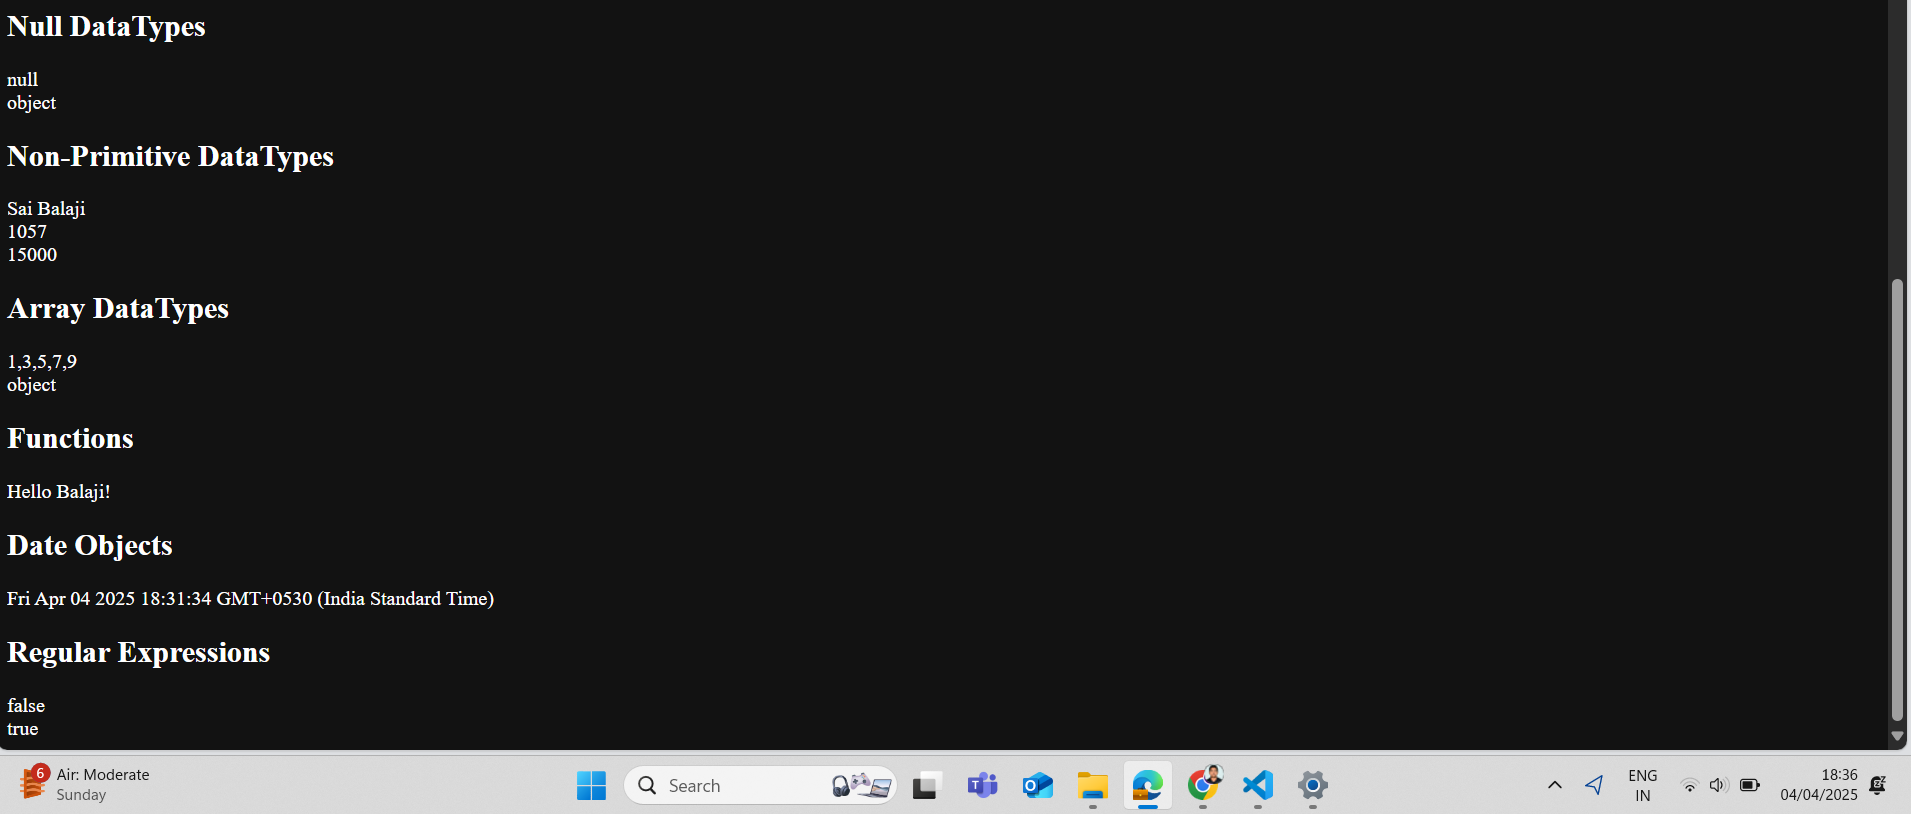 Null DataTypes
null
object
Non-Primitive DataTypes
Sai Balaji
1057
15000
Array DataTypes
1,3,5,7,9
object
Functions
Hello Balaji!
Date Objects
Fri Apr 04 2025 18:31:34 GMT+0530 (India Standard Time)
Regular Expressions
false
true
6
Air: Moderate
Sunday
Search
ENG
IN
18:36
04/04/2025